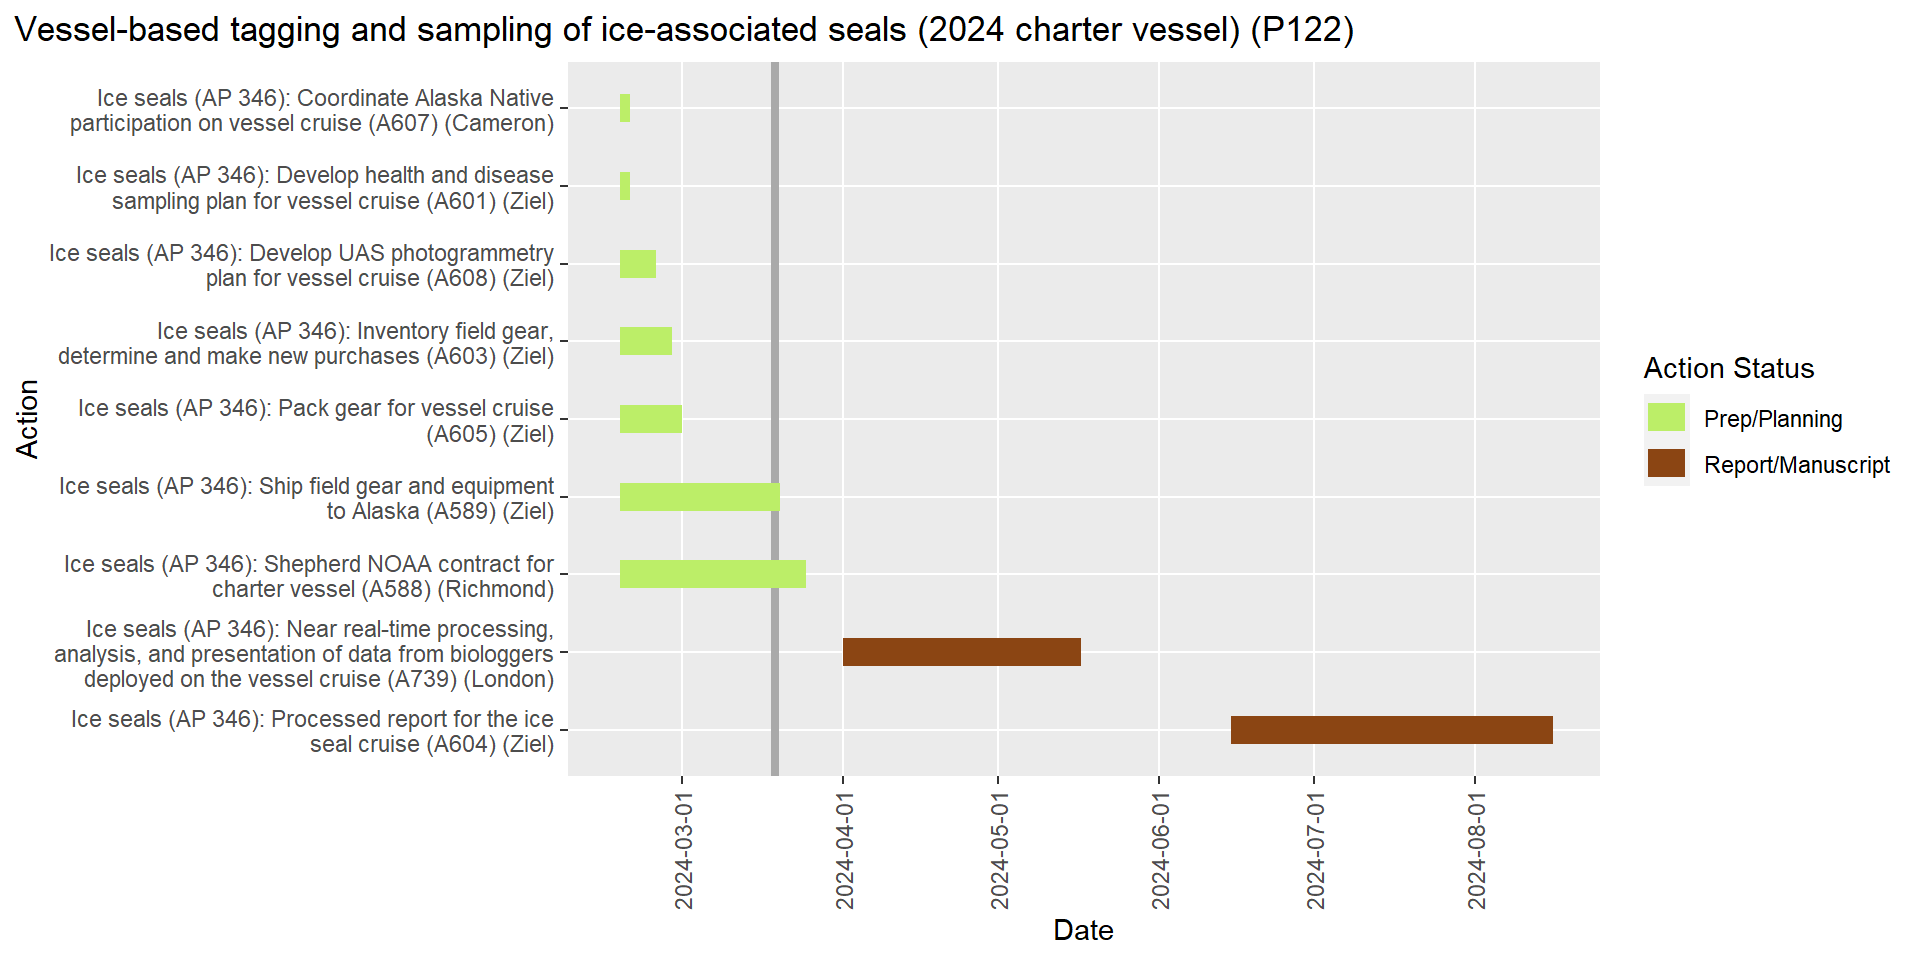 Vessel-based tagging and sampling of ice-associated seals (2024 charter vessel) (P122)
Action
Ice seals (AP 346): Coordinate Alaska Native
participation on vessel cruise (A607) (Cameron)
Ice seals (AP 346): Develop health and disease
sampling plan for vessel cruise (A601) (Ziel)
Ice seals (AP 346): Develop UAS photogrammetry
plan for vessel cruise (A608) (Ziel)
Ice seals (AP 346): Inventory field gear,
determine and make new purchases (A603) (Ziel)
Ice seals (AP 346): Pack gear for vessel cruise
(A605) (Ziel)
Ice seals (AP 346): Ship field gear and equipment
to Alaska (A589) (Ziel)
Ice seals (AP 346): Shepherd NOAA contract for
charter vessel (A588) (Richmond)
Ice seals (AP 346): Near real-time processing,
analysis, and presentation of data from biologgers
deployed on the vessel cruise (A739) (London)
Ice seals (AP 346): Processed report for the ice
seal cruise (A604) (Ziel)
2024-03-01
2024-04-01
2024-05-01
2024-06-01
2024-07-01
2024-08-01
Date
Action Status
Prep/Planning
Report/Manuscript